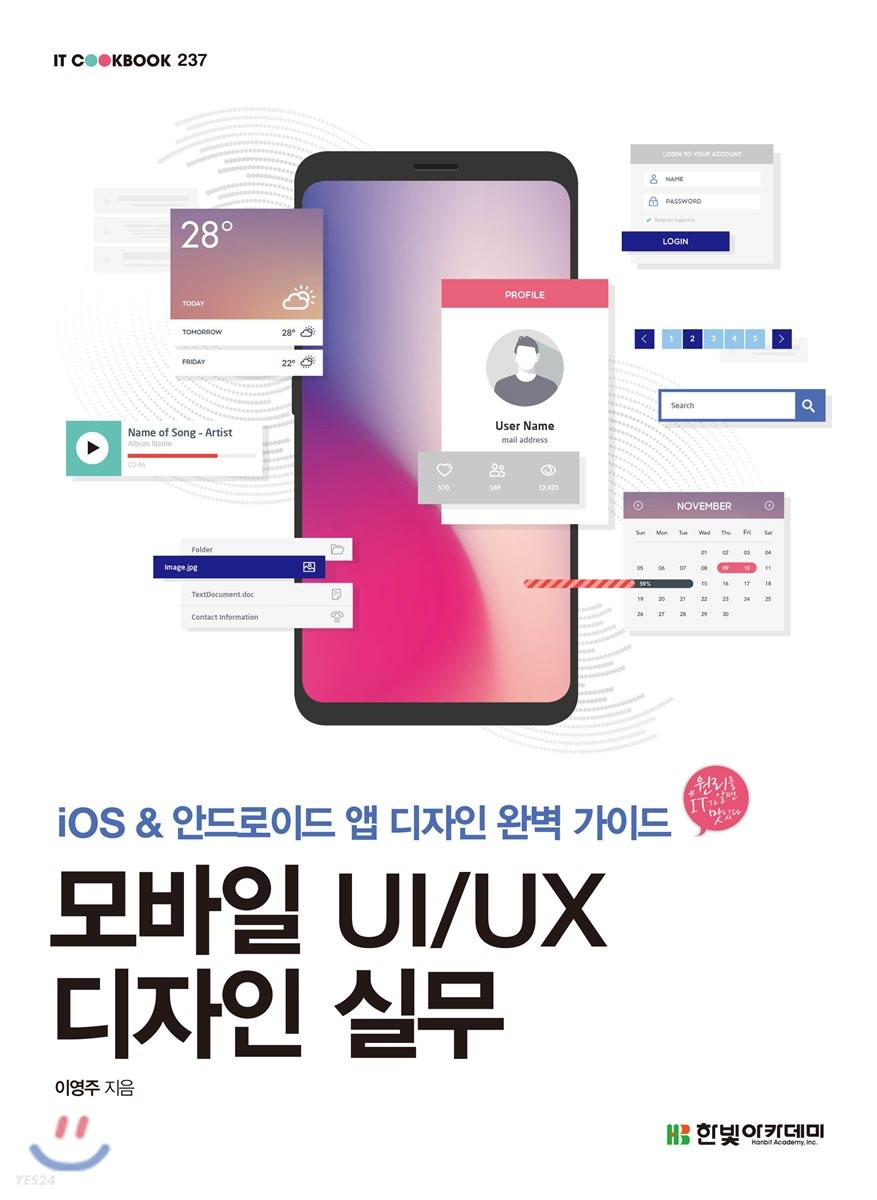 IT COOKBOOK 237
LOGIN TO YOUR ACCOUNT
NAME
PASSWORD
Keep me logged in
LOGIN
28°
TODAY
TOMORROW 28°
FRIDAY 22°
PROFILE
User Name
mail address
570 189 12.423
1 2 3 4 5
Search
Name of Song - Artist
Album Name
03:46
NOVEMBER
Sun Mon Tue Wed Thu Fri Sat
01 02 03 04
05 06 07 08 09 10 11
59% 15 16 17 18
19 20 21 22 23 24 25
26 27 28 29 30
Folder
Image.jpg
TextDocument.doc
Contact Information
iOS & 안드로이드 앱 디자인 완벽 가이드
원리를
알면
IT가
맛있다
모바일 UI/UX
디자인 실무
이영주 지음
한빛아카데미
Hanbit Academy, Inc.
YES24